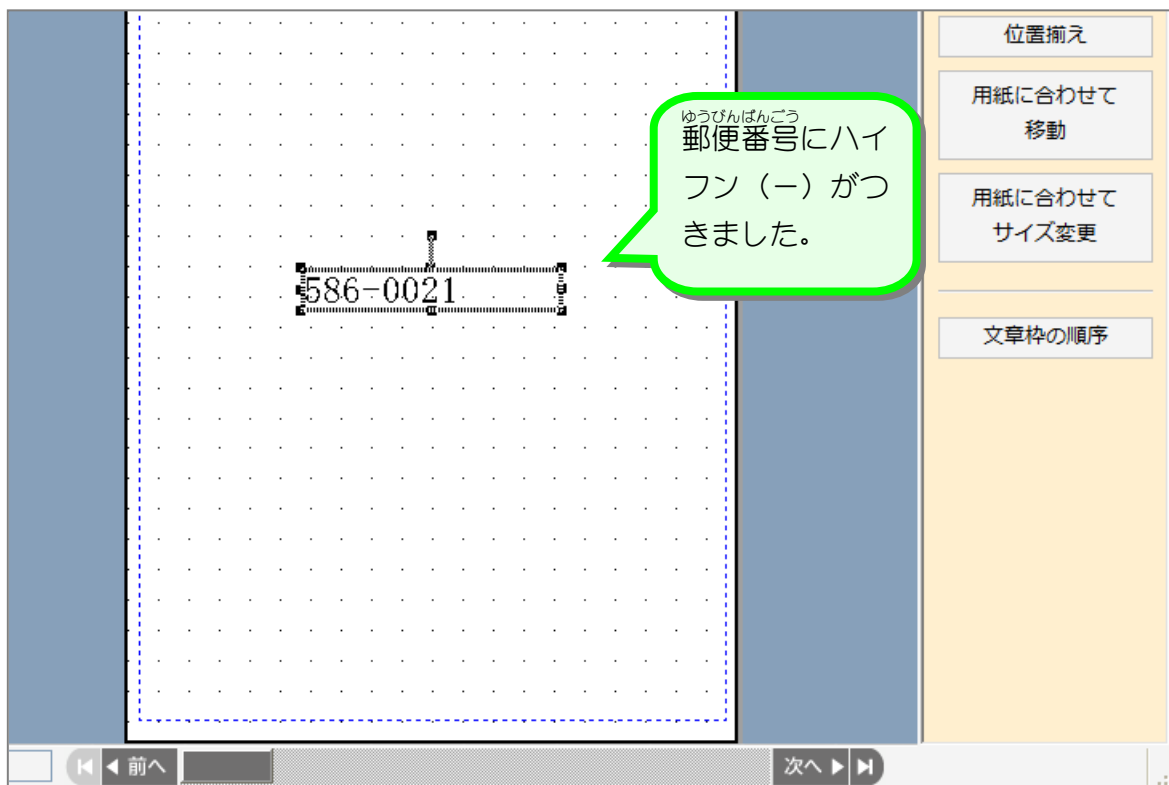 位置揃え
用紙に合わせて
移動
用紙に合わせて
サイズ変更
文章枠の順序
ゆうびんばんごう
郵便番号にハイ
フン（－）がつ
きました。
586-0021
前へ
次へ